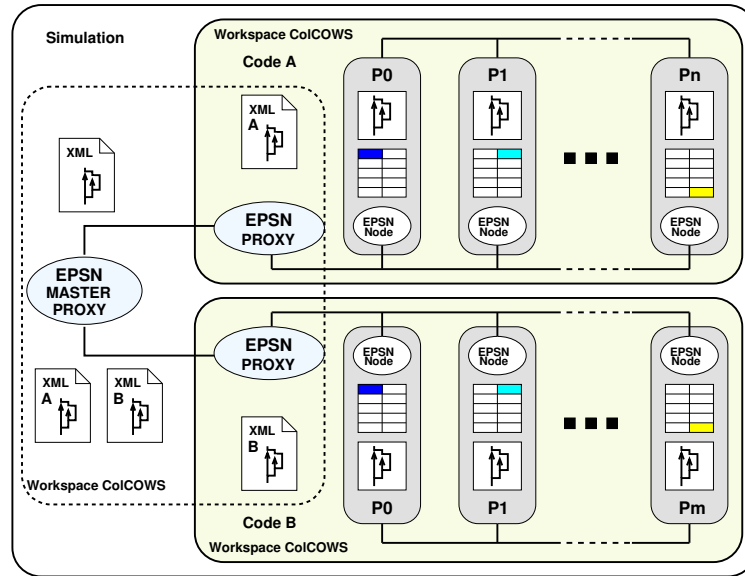 Simulation
Workspace ColCOWS
Code A
P0
P1
Pn
XML
A
XML
EPSN
PROXY
EPSN
Node
EPSN
Node
EPSN
Node
EPSN
MASTER
PROXY
EPSN
PROXY
EPSN
Node
EPSN
Node
EPSN
Node
XML
A
XML
B
XML
B
Workspace ColCOWS
P0
P1
Pm
Code B
Workspace ColCOWS